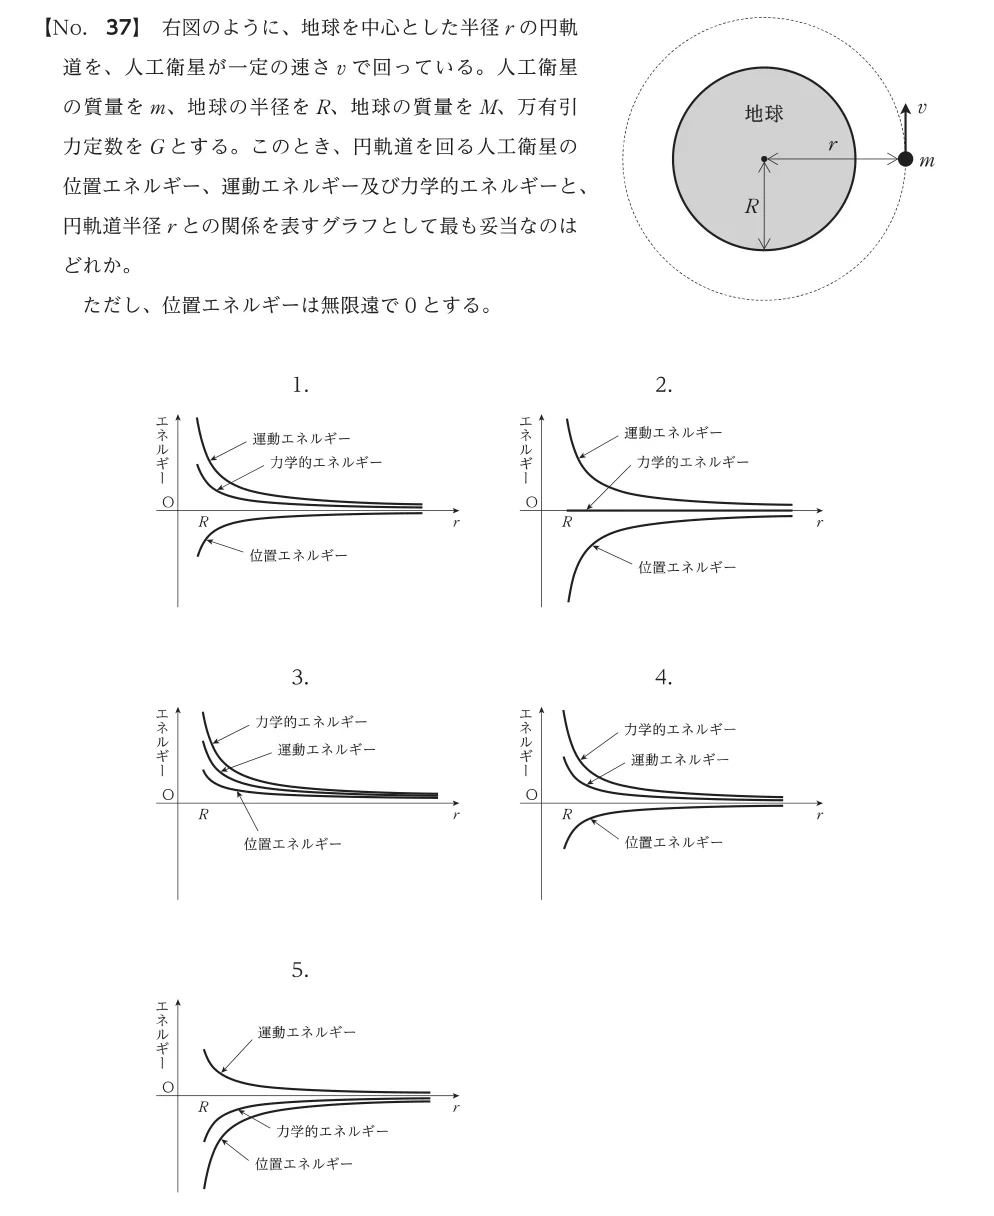 【No. 37】 右図のように、地球を中心とした半径 r の円軌
道を、人工衛星が一定の速さ v で回っている。人工衛星
の質量を m、地球の半径を R、地球の質量を M、万有引
力定数を G とする。このとき、円軌道を回る人工衛星の
位置エネルギー、運動エネルギー及び力学的エネルギーと、
円軌道半径 r との関係を表すグラフとして最も妥当なのは
どれか。
ただし、位置エネルギーは無限遠で 0 とする。
地球
v
r
m
R
1.
エネルギー
運動エネルギー
力学的エネルギー
O
R
r
位置エネルギー
2.
エネルギー
運動エネルギー
力学的エネルギー
O
R
r
位置エネルギー
3.
エネルギー
力学的エネルギー
運動エネルギー
O
R
r
位置エネルギー
4.
エネルギー
力学的エネルギー
運動エネルギー
O
R
r
位置エネルギー
5.
エネルギー
運動エネルギー
O
R
r
力学的エネルギー
位置エネルギー